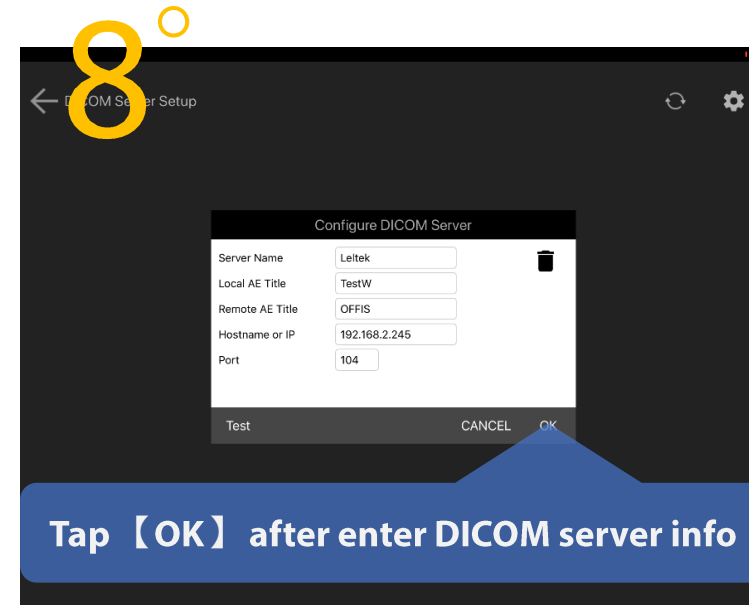 8°
DICOM Server Setup
Configure DICOM Server
Server Name Leltek
Local AE Title TestW
Remote AE Title OFFIS
Hostname or IP 192.168.2.245
Port 104
Test CANCEL OK
Tap 【OK】 after enter DICOM server info